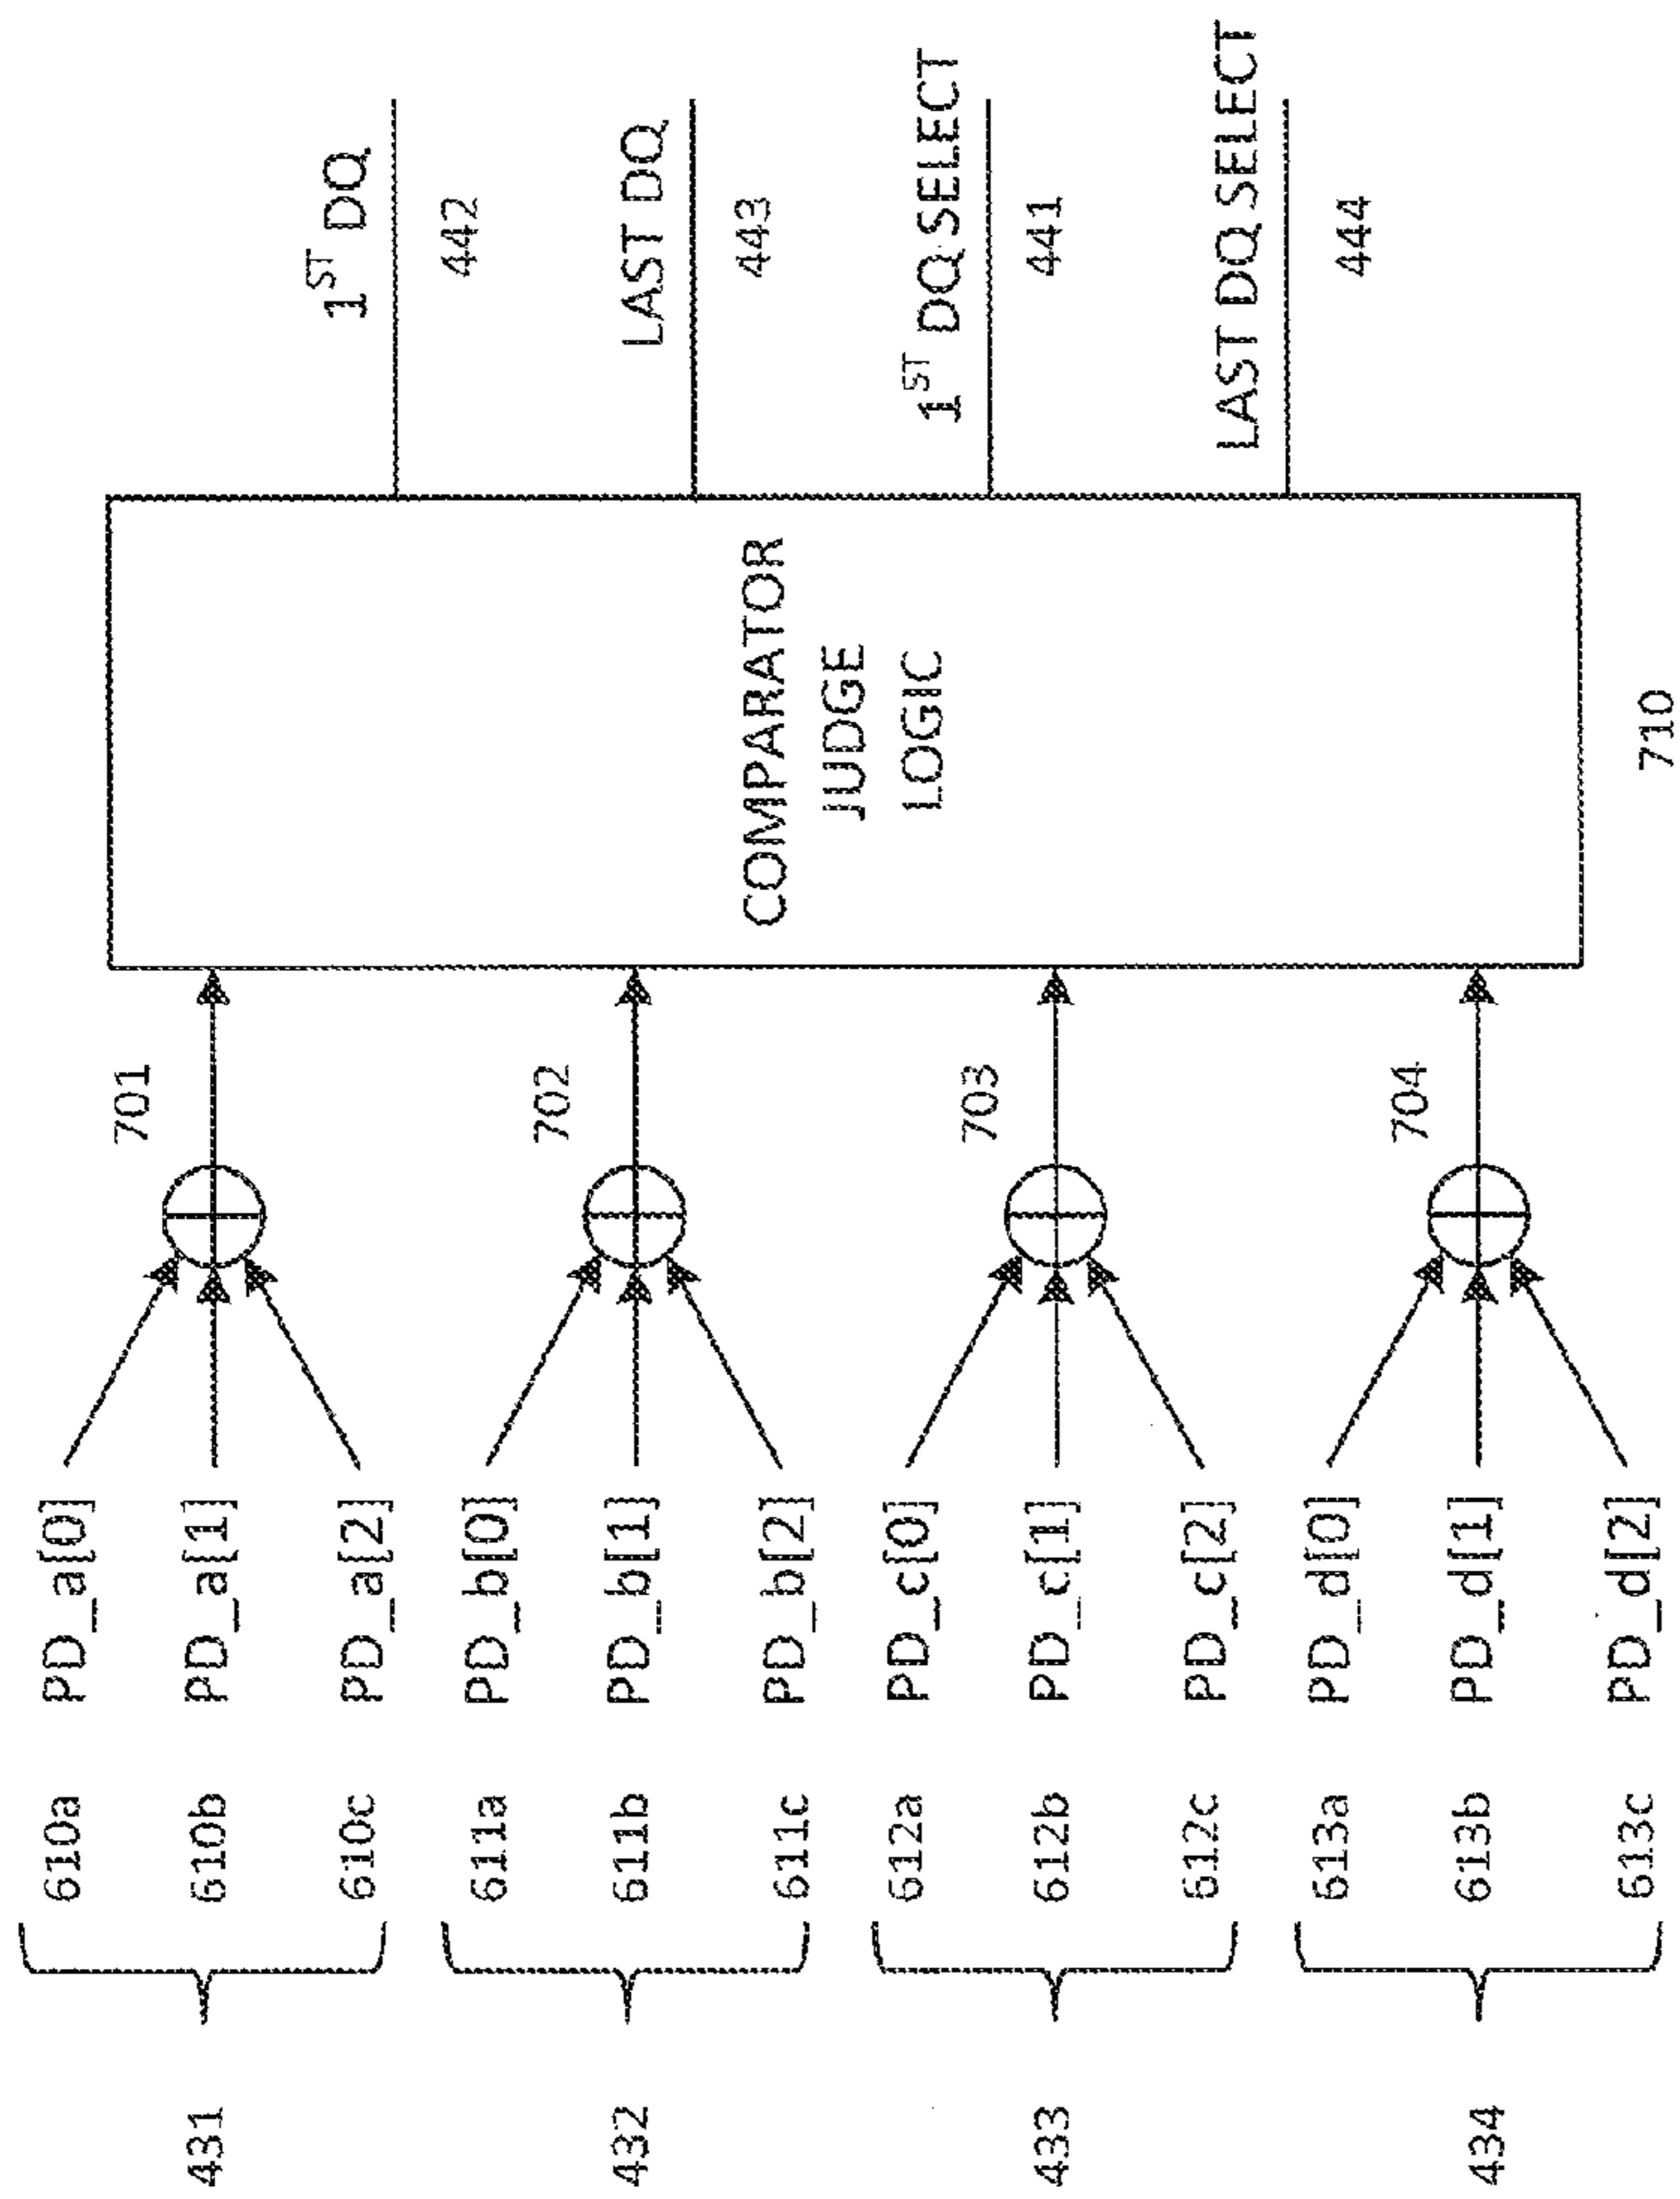 431
610a PD_a[0]
610b PD_a[1]
610c PD_a[2]
701
432
611a PD_b[0]
611b PD_b[1]
611c PD_b[2]
702
433
612a PD_c[0]
612b PD_c[1]
612c PD_c[2]
703
434
613a PD_d[0]
613b PD_d[1]
613c PD_d[2]
704
COMPARATOR
JUDGE
LOGIC
710
1ST DQ
442
LAST DQ
443
1ST DQ SELECT
441
LAST DQ SELECT
444